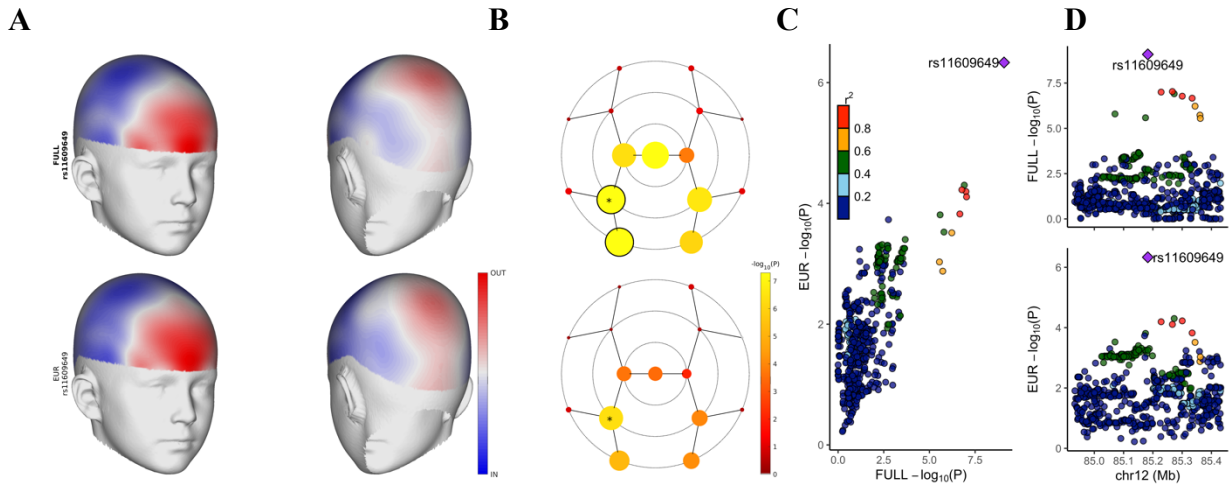 A
B
C
D
FULL
rs11609649
EUR
rs11609649
OUT
IN
*
*
-log10(P)
7
6
5
4
3
2
1
0
rs11609649
r2
0.8
0.6
0.4
0.2
EUR −log10(P)
6
4
2
0
0.0
2.5
5.0
7.5
FULL −log10(P)
rs11609649
FULL −log10(P)
7.5
5.0
2.5
0.0
rs11609649
EUR −log10(P)
6
4
2
0
85.0
85.1
85.2
85.3
85.4
chr12 (Mb)